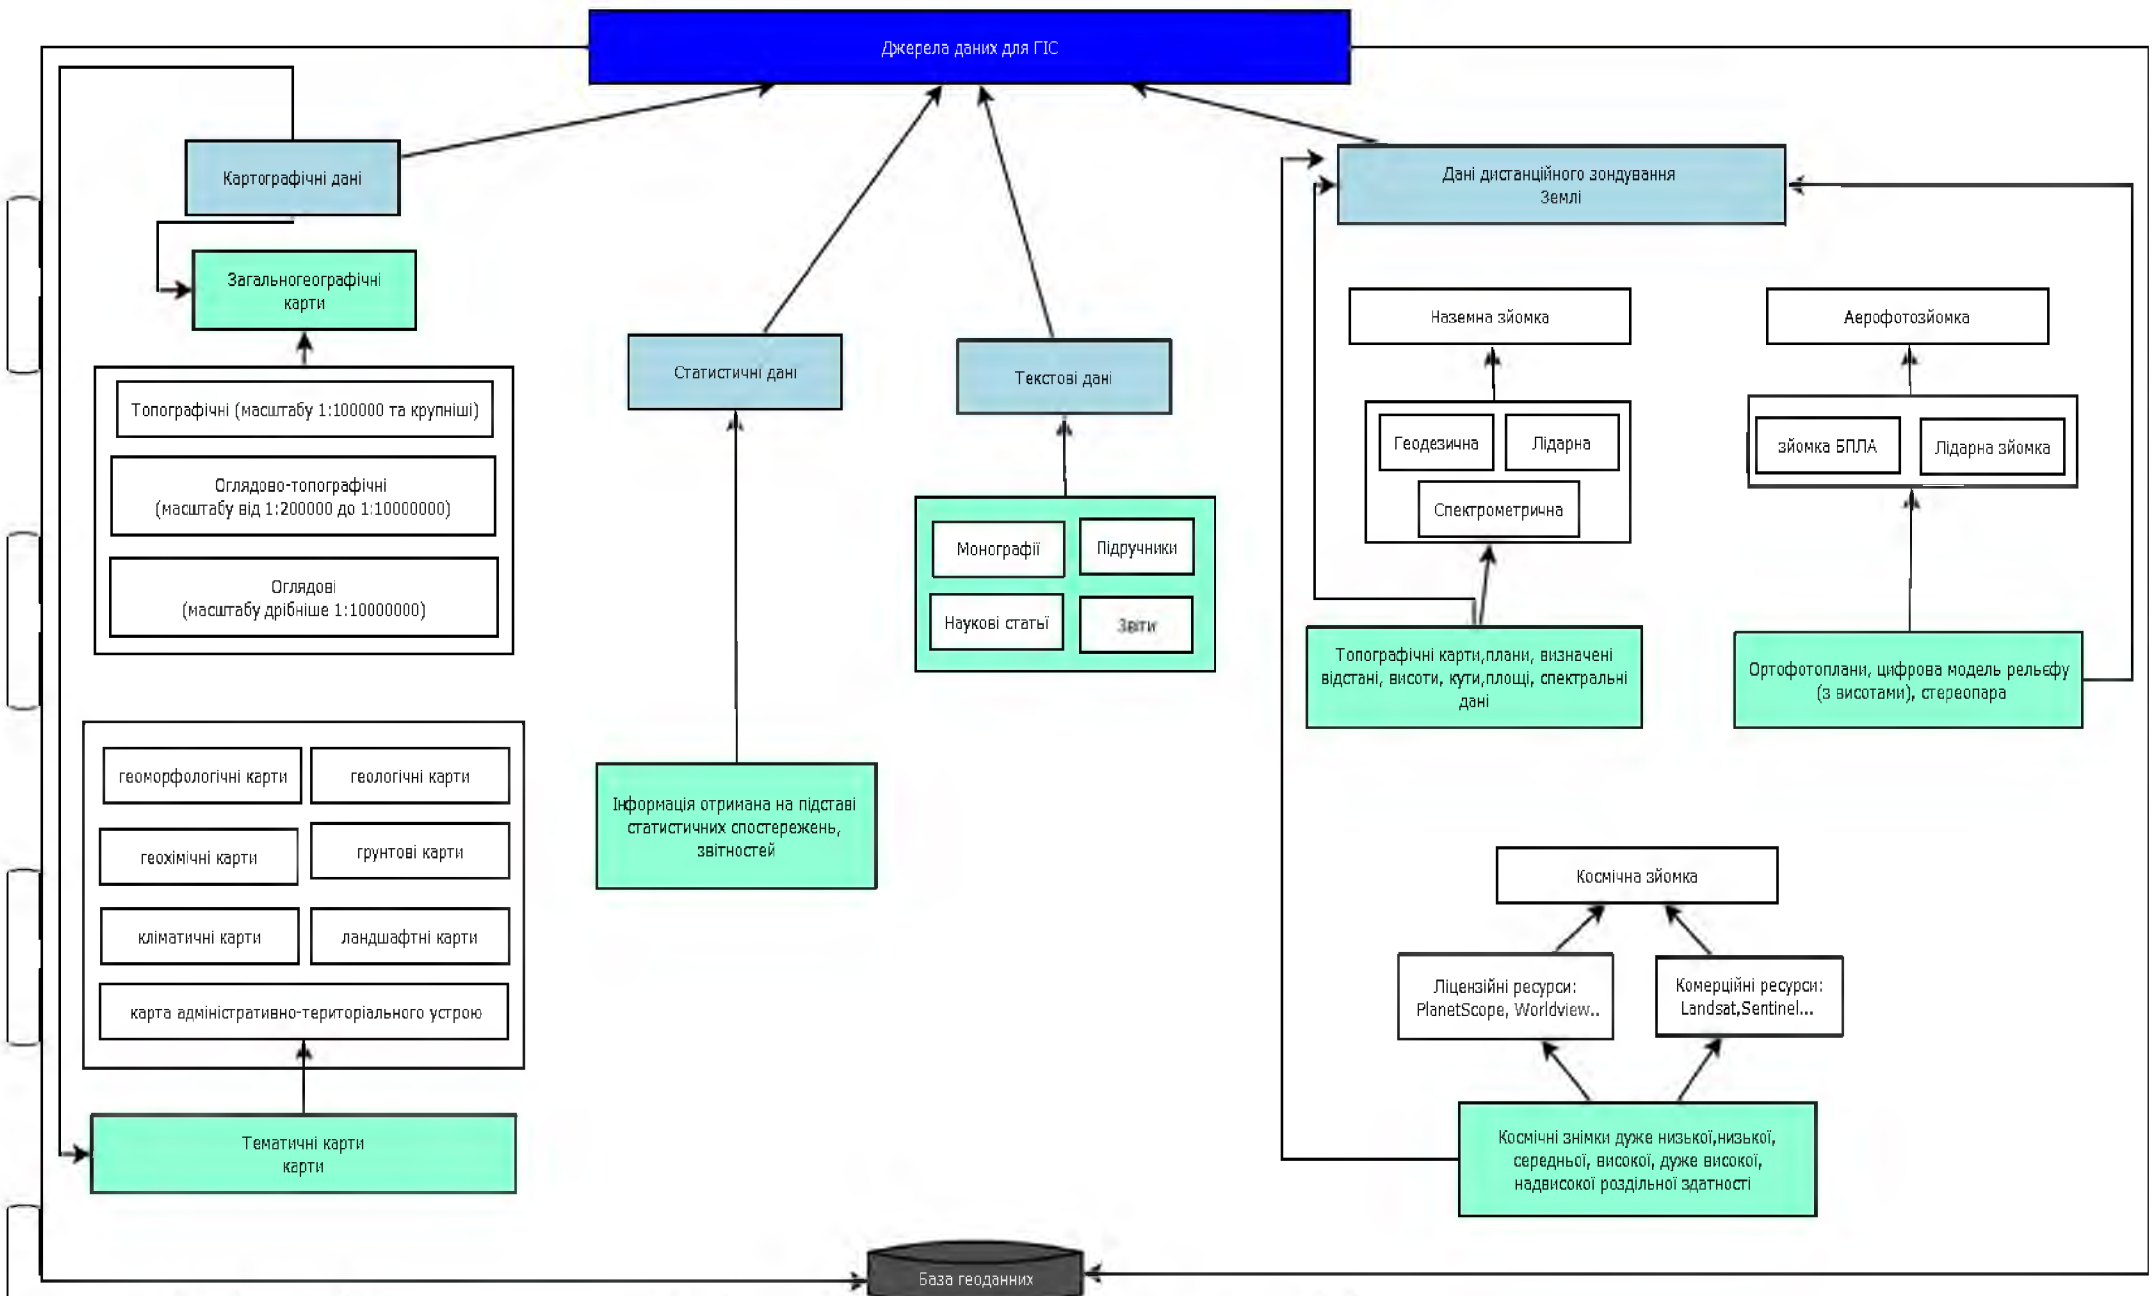 Джерела даних для ГІС
Картографічні дані
Загальногеографічні
карти
Топографічні (масштабу 1:100000 та крупніші)
Оглядово-топографічні
(масштабу від 1:200000 до 1:10000000)
Оглядові
(масштабу дрібніше 1:10000000)
геоморфологічні карти
геологічні карти
геохімічні карти
грунтові карти
кліматичні карти
ландшафтні карти
карта адміністративно-територіального устрою
Тематичні карти
карти
Статистичні дані
Інформація отримана на підставі
статистичних спостережень,
звітностей
Текстові дані
Монографії
Підручники
Наукові статьї
Звіти
Дані дистанційного зондування
Землі
Наземна зйомка
Геодезична
Лідарна
Спектрометрична
Топографічні карти,плани, визначені
відстані, висоти, кути,площі, спектральні
дані
Аерофотозйомка
зйомка БПЛА
Лідарна зйомка
Ортофотоплани, цифрова модель рельєфу
(з висотами), стереопара
Космічна зйомка
Ліцензійні ресурси:
PlanetScope, Worldview..
Комерційні ресурси:
Landsat,Sentinel...
Космічні знімки дуже низької,низької,
середньої, високої, дуже високої,
надвисокої роздільної здатності
База геоданних